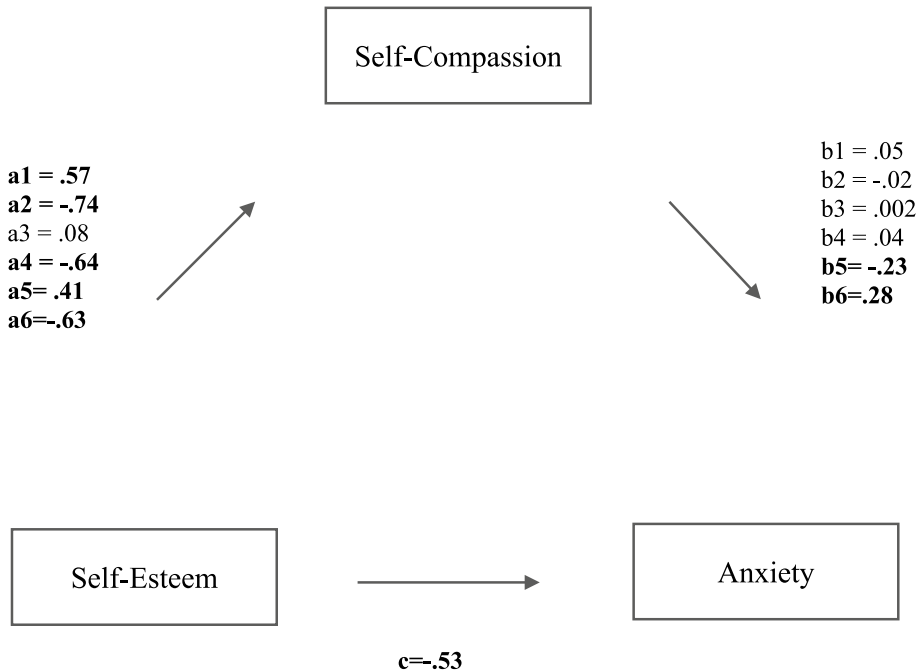 Self-Compassion
a1 = .57
a2 = -.74
a3 = .08
a4 = -.64
a5= .41
a6=-.63
b1 = .05
b2 = -.02
b3 = .002
b4 = .04
b5= -.23
b6=.28
Self-Esteem
Anxiety
c=-.53